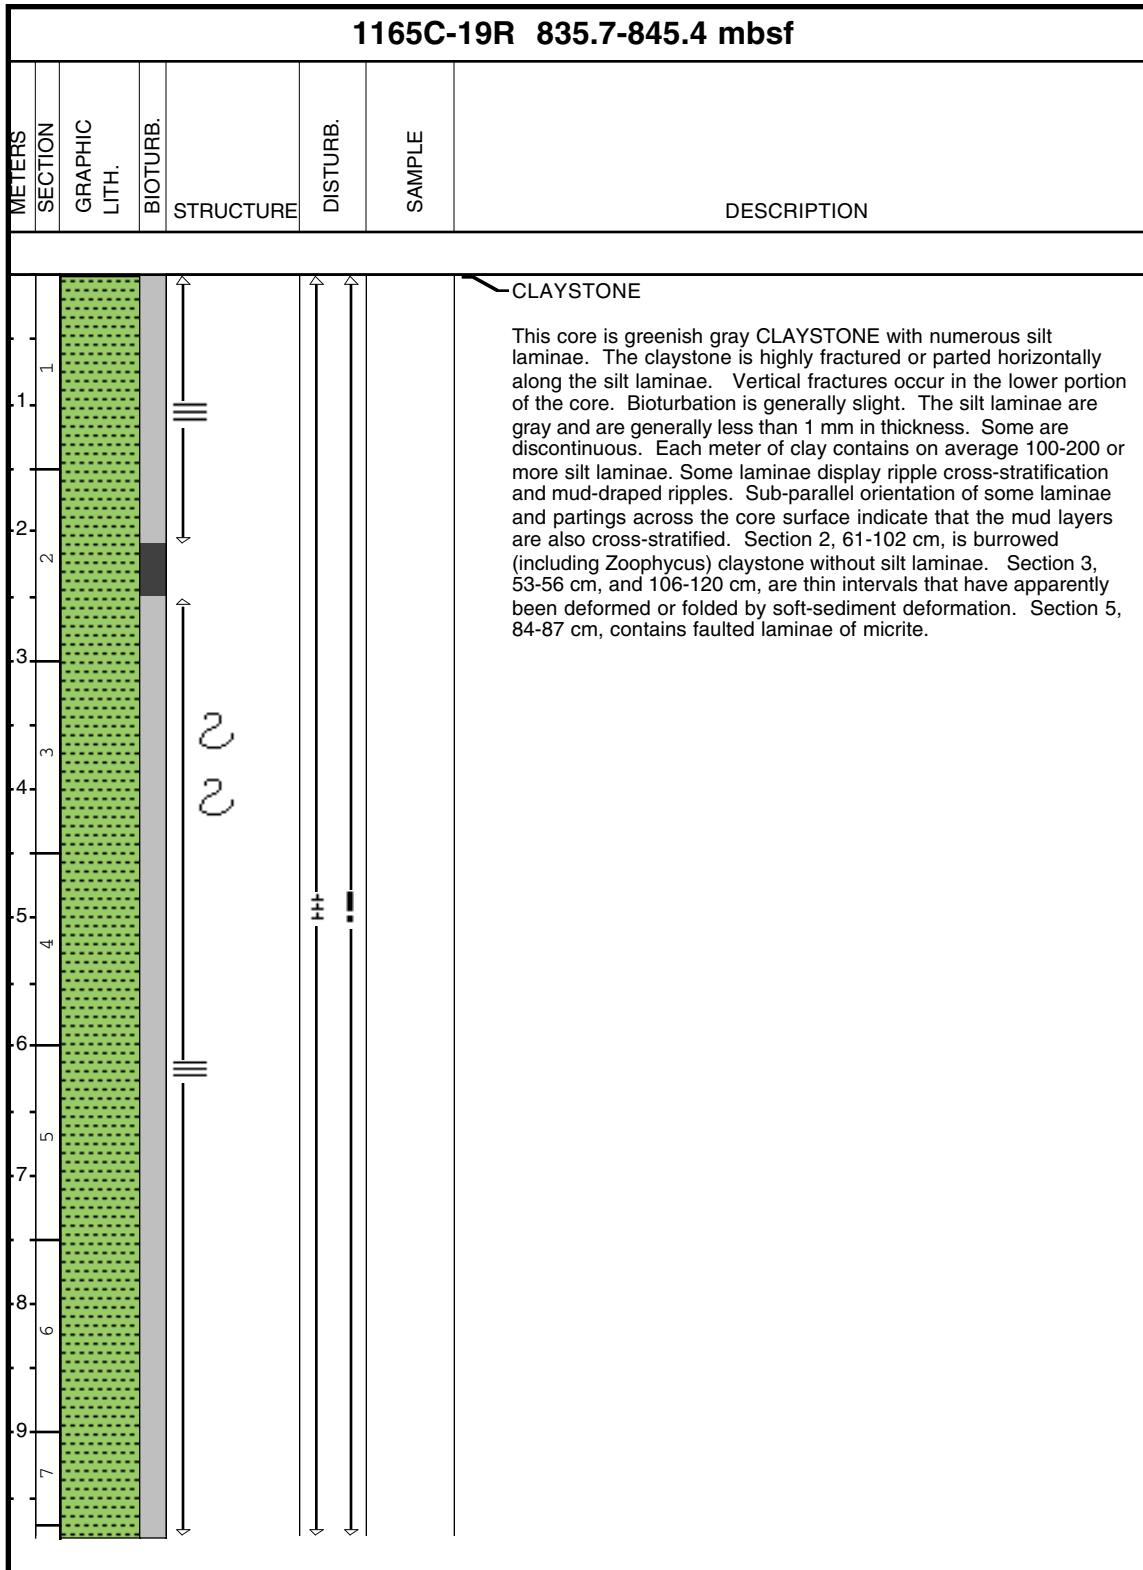 1165C-19R 835.7-845.4 mbsf
METERS
SECTION
GRAPHIC
LITH.
BIOTURB.
STRUCTURE
DISTURB.
SAMPLE
DESCRIPTION
CLAYSTONE
This core is greenish gray CLAYSTONE with numerous silt
laminae. The claystone is highly fractured or parted horizontally
along the silt laminae. Vertical fractures occur in the lower portion
of the core. Bioturbation is generally slight. The silt laminae are
gray and are generally less than 1 mm in thickness. Some are
discontinuous. Each meter of clay contains on average 100-200 or
more silt laminae. Some laminae display ripple cross-stratification
and mud-draped ripples. Sub-parallel orientation of some laminae
and partings across the core surface indicate that the mud layers
are also cross-stratified. Section 2, 61-102 cm, is burrowed
(including Zoophycus) claystone without silt laminae. Section 3,
53-56 cm, and 106-120 cm, are thin intervals that have apparently
been deformed or folded by soft-sediment deformation. Section 5,
84-87 cm, contains faulted laminae of micrite.
1
1
2
2
3
3
4
5
4
6
5
7
8
6
9
7